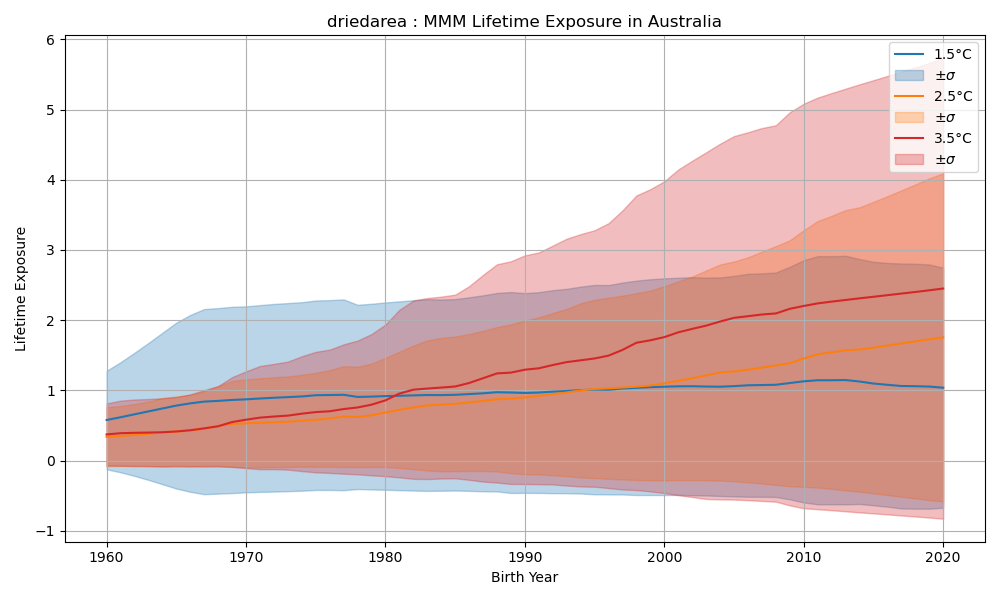 driedarea : MMM Lifetime Exposure in Australia
Lifetime Exposure
6
5
4
3
2
1
0
−1
1.5°C
±σ
2.5°C
±σ
3.5°C
±σ
1960 1970 1980 1990 2000 2010 2020
Birth Year